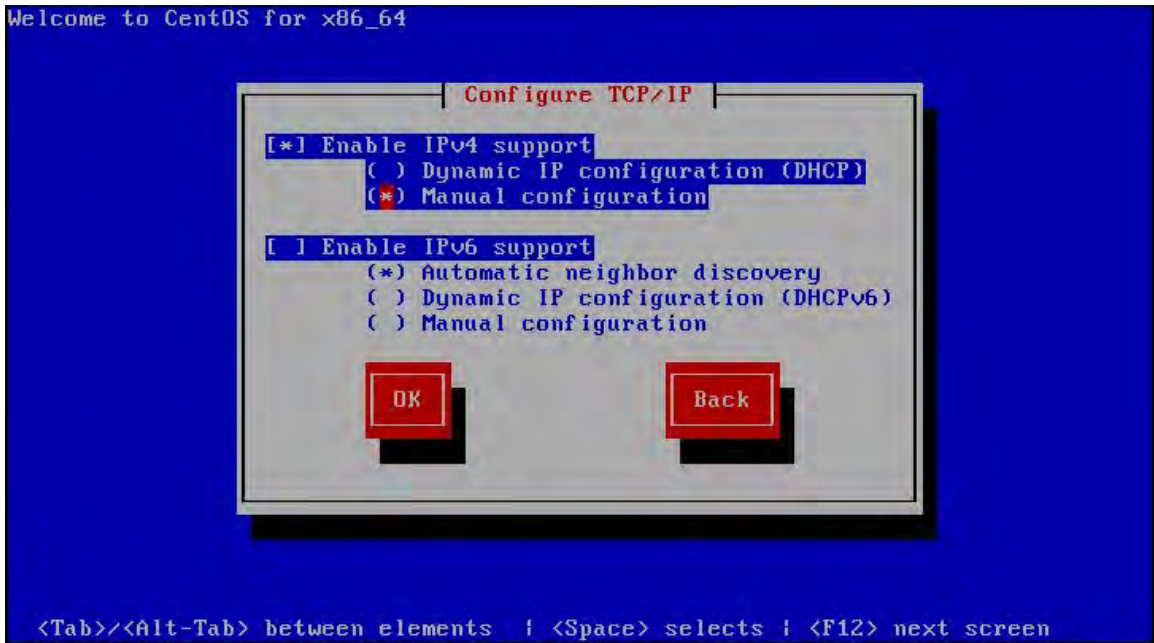 Welcome to CentOS for x86_64
Configure TCP/IP
[*] Enable IPv4 support
( ) Dynamic IP configuration (DHCP)
(*) Manual configuration
[ ] Enable IPv6 support
(*) Automatic neighbor discovery
( ) Dynamic IP configuration (DHCPv6)
( ) Manual configuration
OK Back
<Tab>/<Alt-Tab> between elements | <Space> selects | <F12> next screen